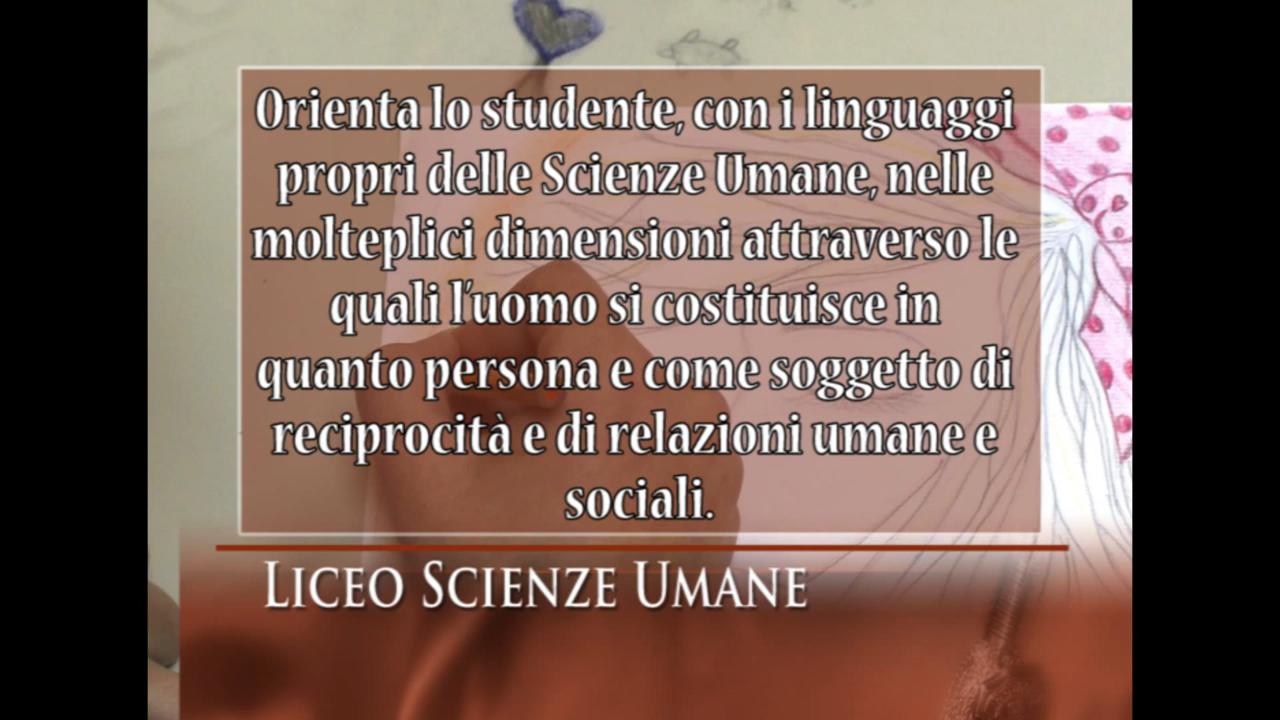 Orienta lo studente, con i linguaggi
propri delle Scienze Umane, nelle
molteplici dimensioni attraverso le
quali l'uomo si costituisce in
quanto persona e come soggetto di
reciprocità e di relazioni umane e
sociali.
LICEO SCIENZE UMANE